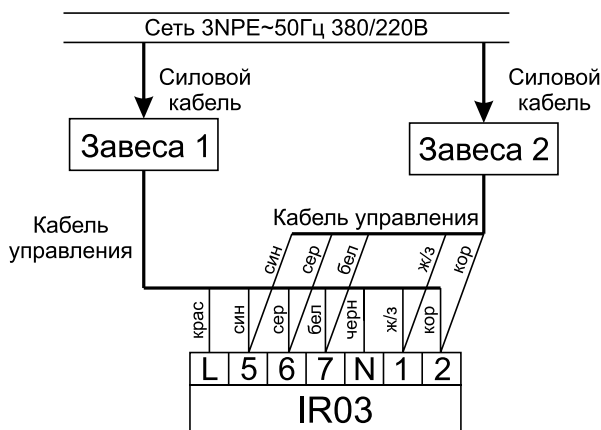 Сеть 3NPE~50Гц 380/220В
Силовой
кабель
Силовой
кабель
Завеса 1
Завеса 2
Кабель
управления
Кабель управления
син
сер
бел
ж/з
кор
крас
син
сер
бел
черн
ж/з
кор
L 5 6 7 N 1 2
IR03